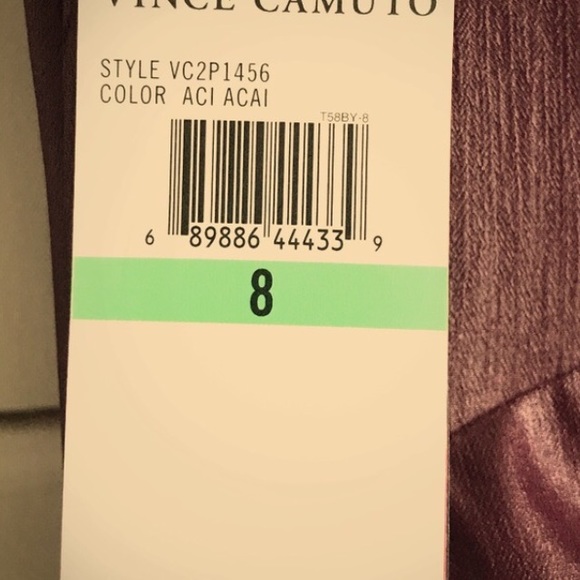 VINCE CAMUTO
STYLE VC2P1456
COLOR ACI ACAI
T58BY-8
6 89886 44433 9
8